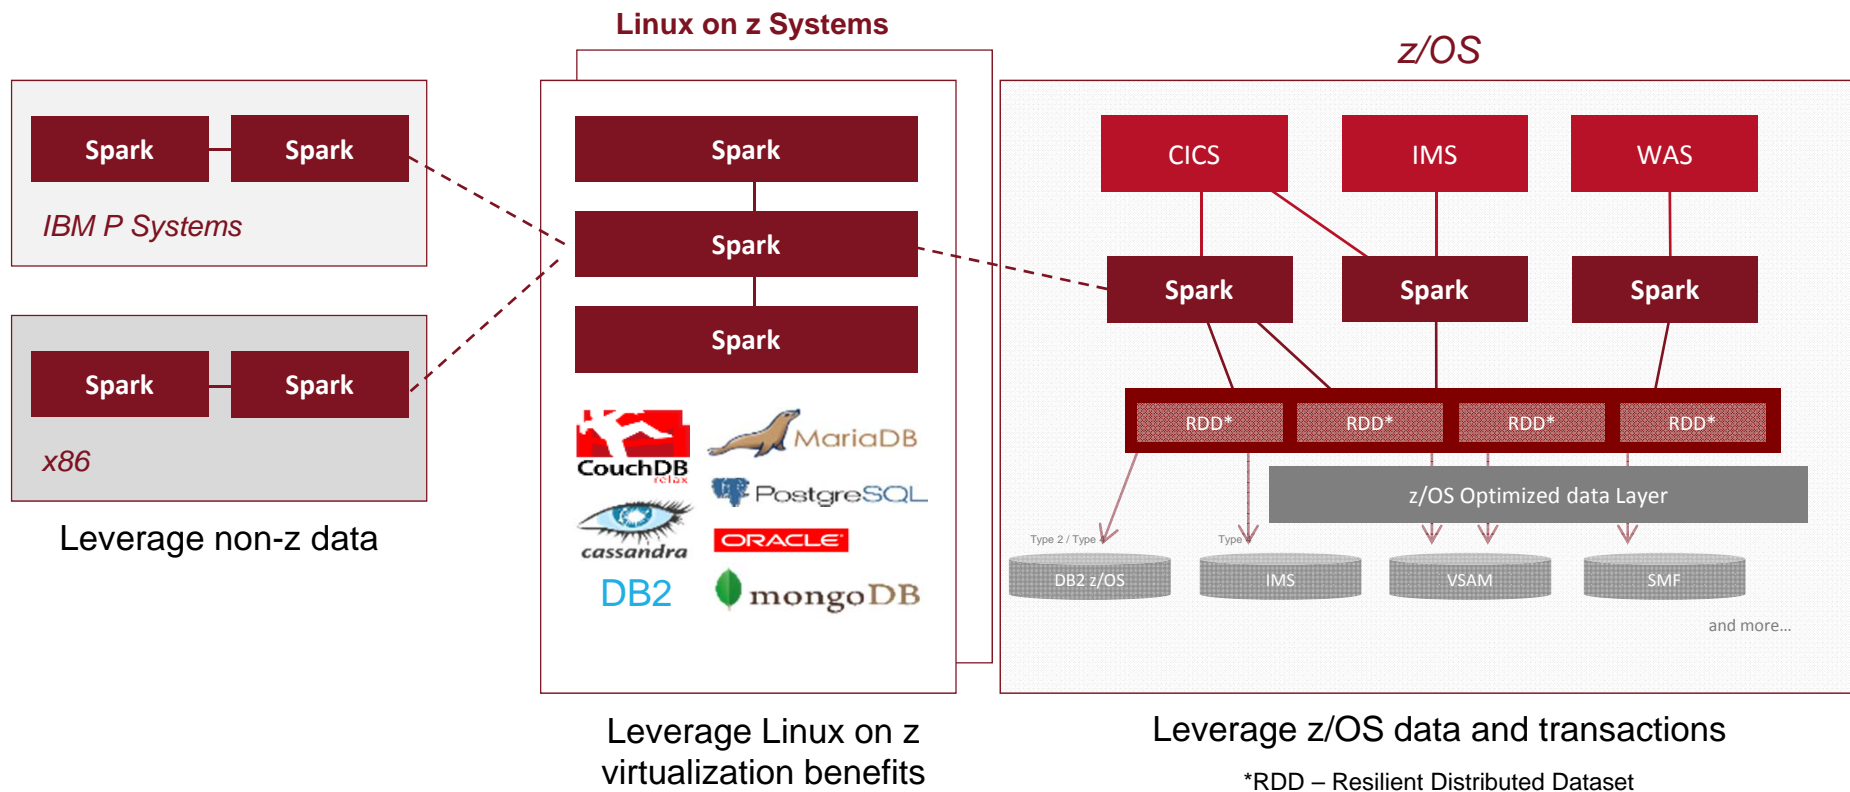 Linux on z Systems
z/OS
Spark
Spark
IBM P Systems
Spark
Spark
x86
Leverage non-z data
Spark
Spark
Spark
CouchDB
relax
MariaDB
PostgreSQL
cassandra
ORACLE
DB2
mongoDB
Leverage Linux on z
virtualization benefits
CICS
IMS
WAS
Spark
Spark
Spark
RDD*
RDD*
RDD*
RDD*
z/OS Optimized data Layer
Type 2 / Type
Type
DB2 z/OS
IMS
VSAM
SMF
and more...
Leverage z/OS data and transactions
*RDD – Resilient Distributed Dataset